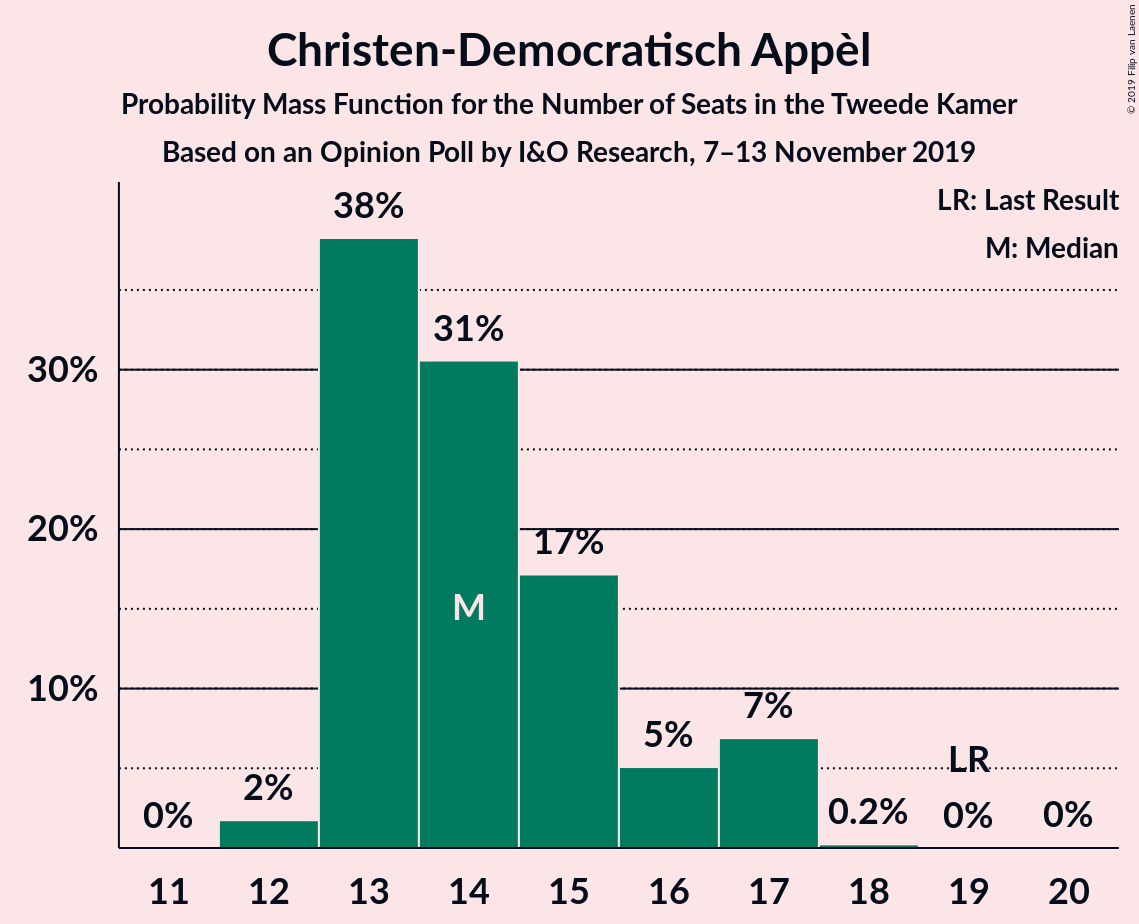 Christen-Democratisch Appèl
Probability Mass Function for the Number of Seats in the Tweede Kamer
Based on an Opinion Poll by I&O Research, 7–13 November 2019
© 2019 Filip van Laenen
LR: Last Result
M: Median
38%
31%
30%
20%
17%
M
10%
7%
5%
LR
2%
0%
0.2%
0%
0%
11 12 13 14 15 16 17 18 19 20